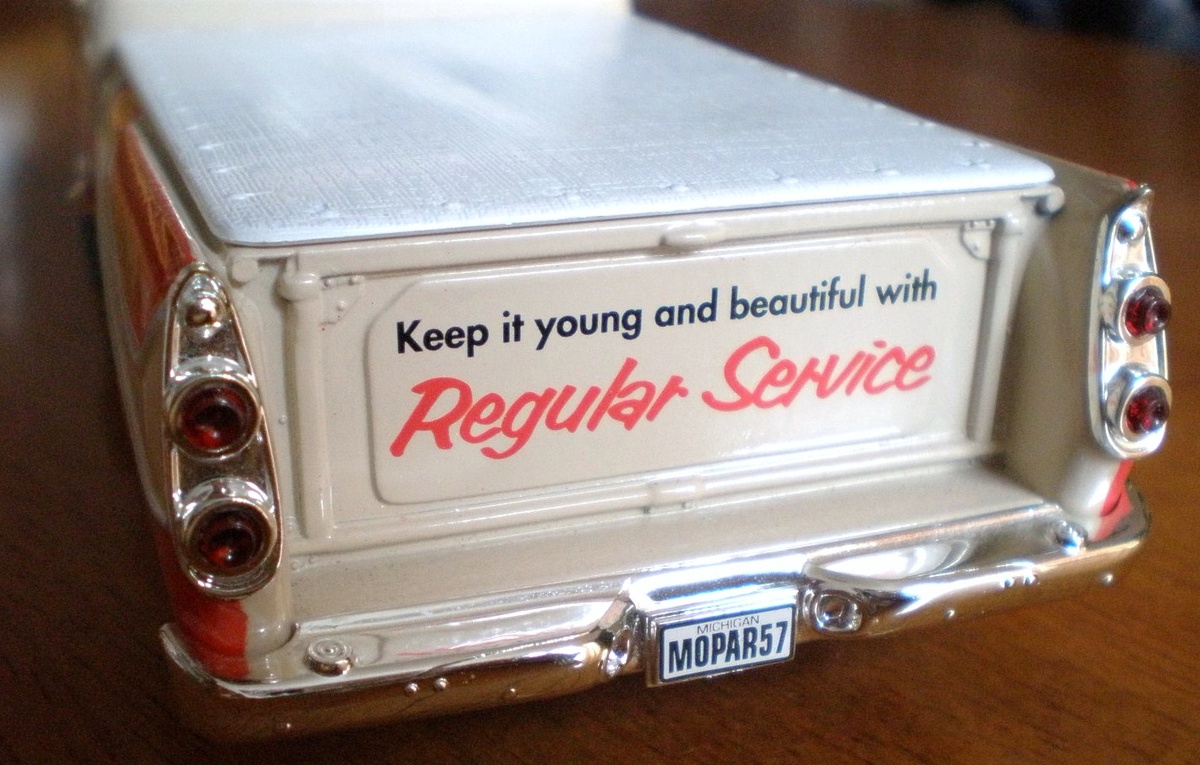 Keep it young and beautiful with
Regular Service
MICHIGAN
MOPAR57